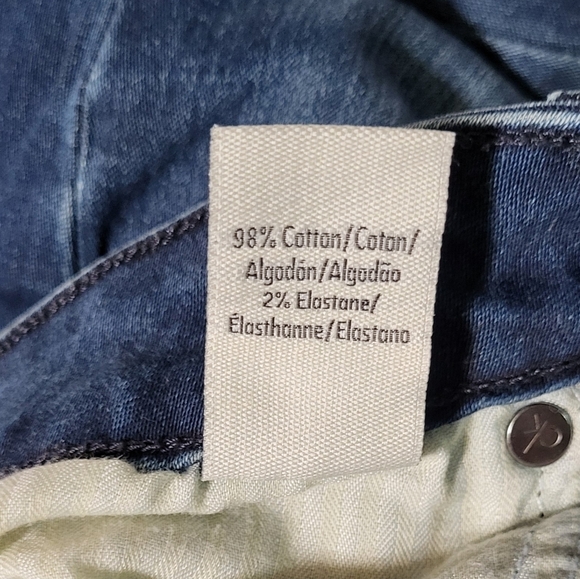 98% Cotton/Coton/
Algodón/Algodão
2% Elastane/
Élasthanne/Elastano